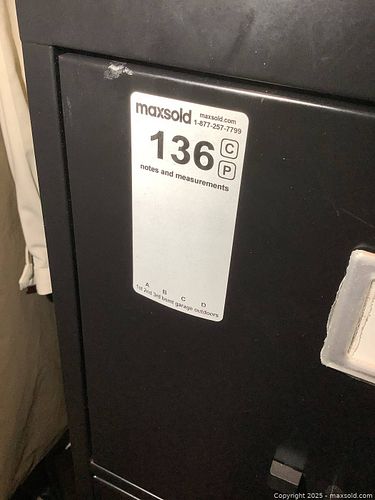 maxsold
maxsold.com
1-877-257-7799
136
C
P
notes and measurements
A B C D
1st 2nd 3rd bsmt garage outdoors
Copyright © 2025 - maxsold.com